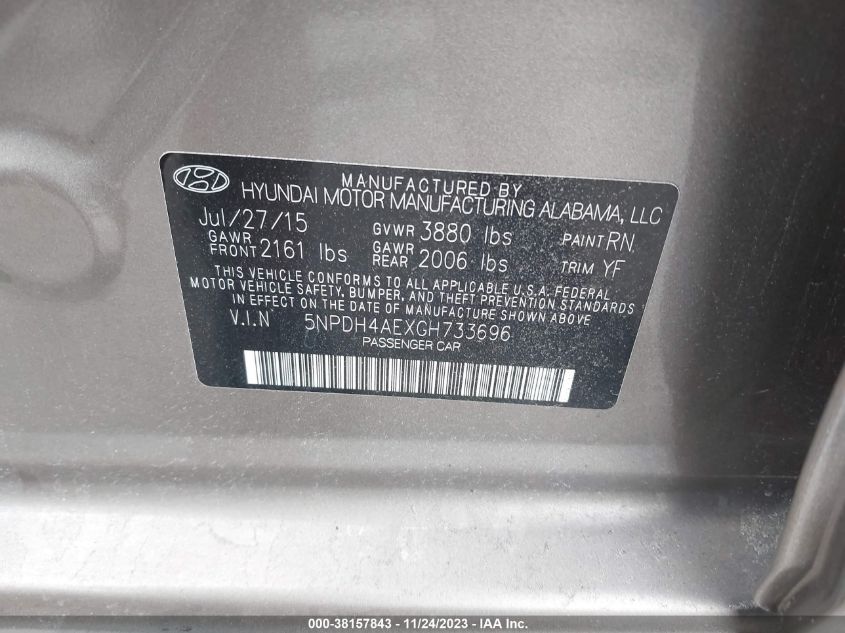 MANUFACTURED BY
HYUNDAI MOTOR MANUFACTURING ALABAMA, LLC
Jul/27/15 GVWR 3880 lbs PAINT RN
GAWR FRONT 2161 lbs GAWR REAR 2006 lbs TRIM YF
THIS VEHICLE CONFORMS TO ALL APPLICABLE U.S.A. FEDERAL
MOTOR VEHICLE SAFETY, BUMPER, AND THEFT PREVENTION STANDARDS
IN EFFECT ON THE DATE OF MANUFACTURE SHOWN ABOVE
V.I.N 5NPDH4AEXGH733696
PASSENGER CAR
000-38157843 - 11/24/2023 - IAA Inc.